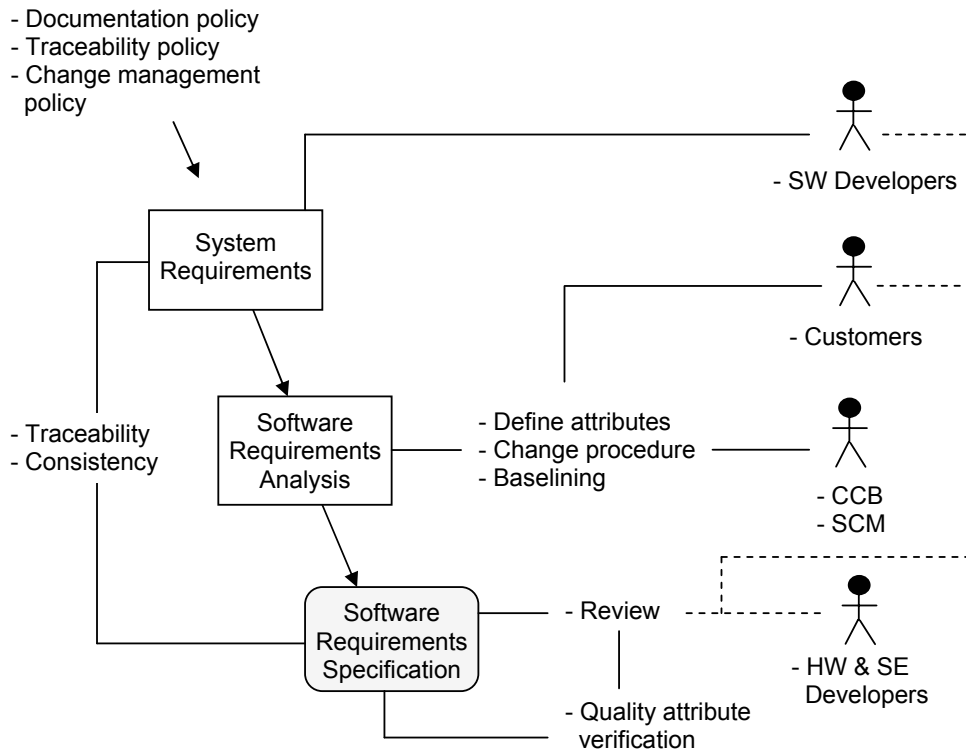 - Documentation policy
- Traceability policy
- Change management
policy
- SW Developers
System
Requirements
- Customers
- Traceability
- Consistency
Software
Requirements
Analysis
- Define attributes
- Change procedure
- Baselining
- CCB
- SCM
Software
Requirements
Specification
- Review
- HW & SE
Developers
- Quality attribute
verification